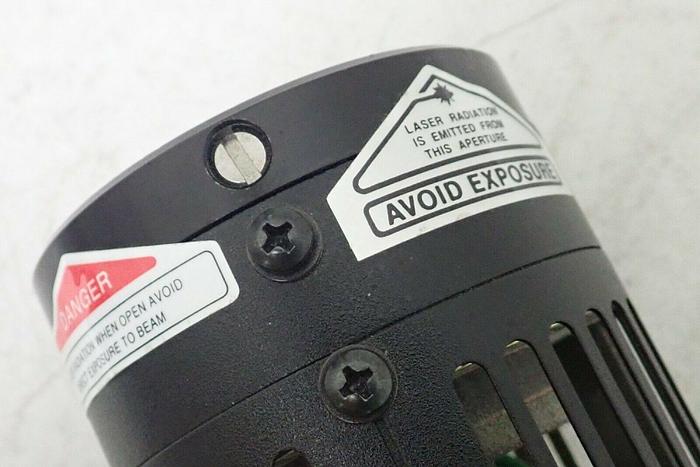 LASER RADIATION
IS EMITTED FROM
THIS APERTURE
AVOID EXPOSURE
DANGER
WHEN OPEN AVOID
EXPOSURE TO BEAM